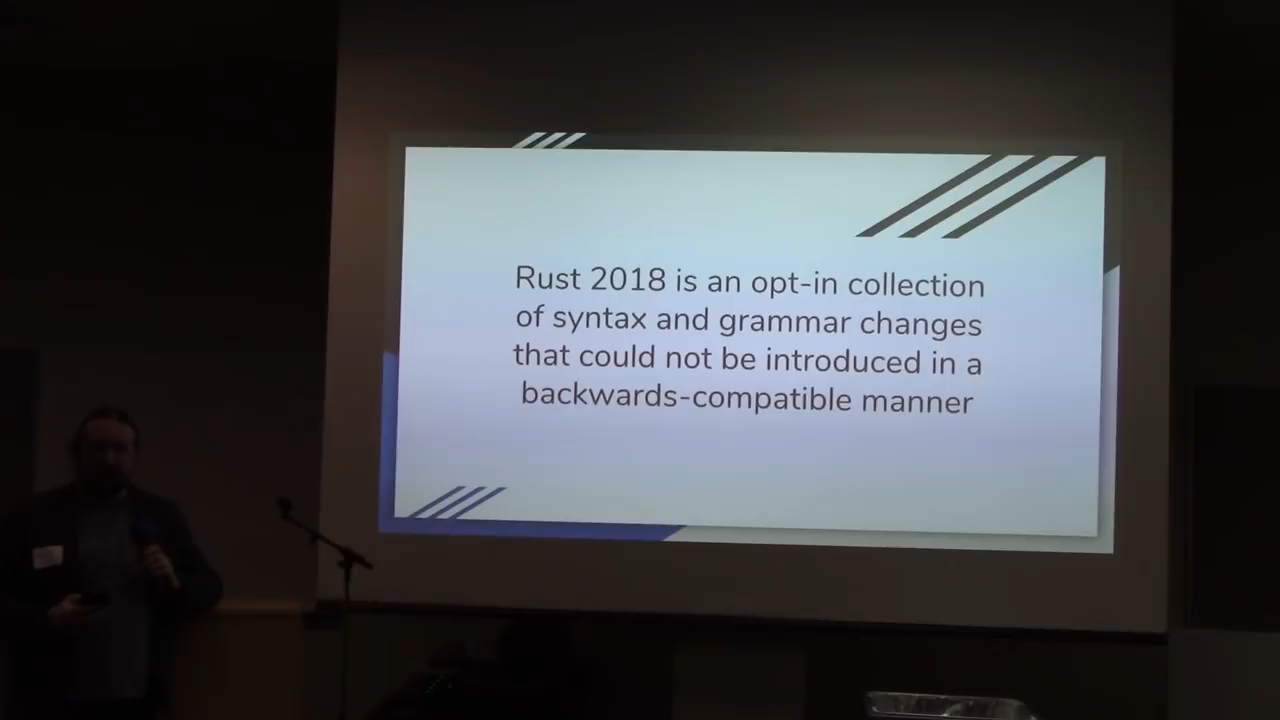 Rust 2018 is an opt-in collection
of syntax and grammar changes
that could not be introduced in a
backwards-compatible manner